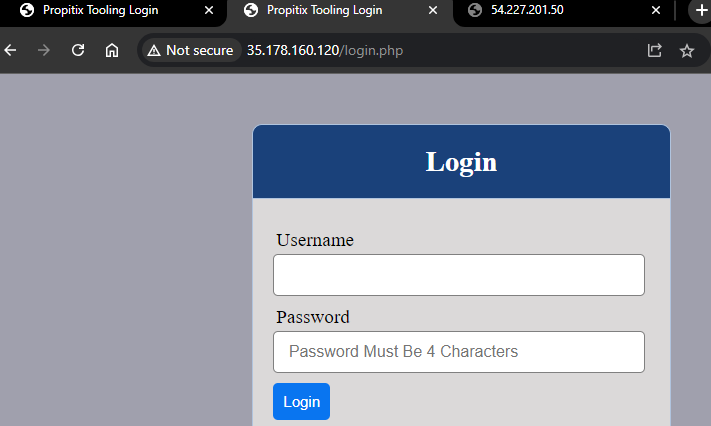 Propitix Tooling Login
Propitix Tooling Login
54.227.201.50
Not secure
35.178.160.120/login.php
Login
Username
Password
Password Must Be 4 Characters
Login